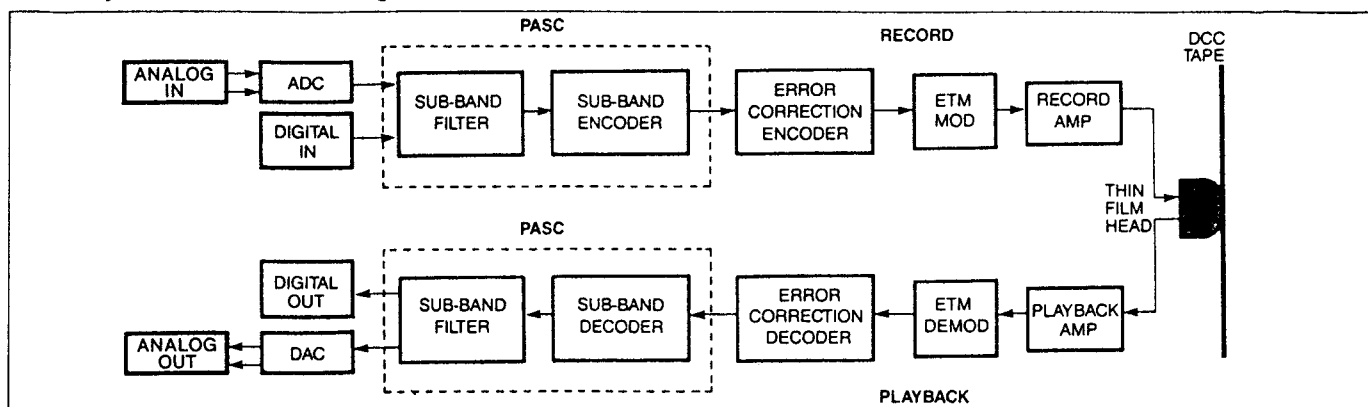 PASC
RECORD
DCC
TAPE
ANALOG
IN
ADC
DIGITAL
IN
SUB-BAND
FILTER
SUB-BAND
ENCODER
ERROR
CORRECTION
ENCODER
ETM
MOD
RECORD
AMP
THIN
FILM
HEAD
PASC
DIGITAL
OUT
ANALOG
OUT
DAC
SUB-BAND
FILTER
SUB-BAND
DECODER
ERROR
CORRECTION
DECODER
ETM
DEMOD
PLAYBACK
AMP
PLAYBACK